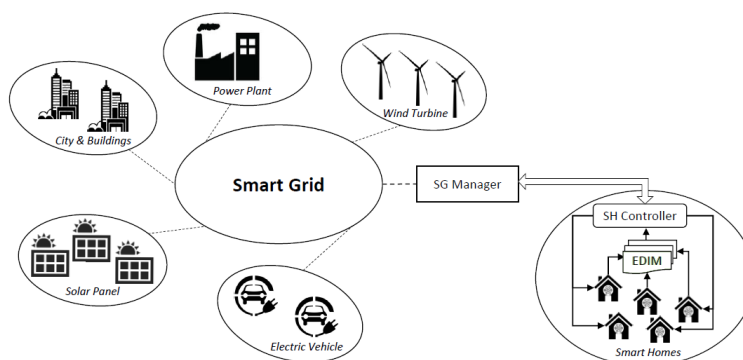 Power Plant
Wind Turbine
City & Buildings
Smart Grid
SG Manager
SH Controller
EDIM
Solar Panel
Electric Vehicle
Smart Homes